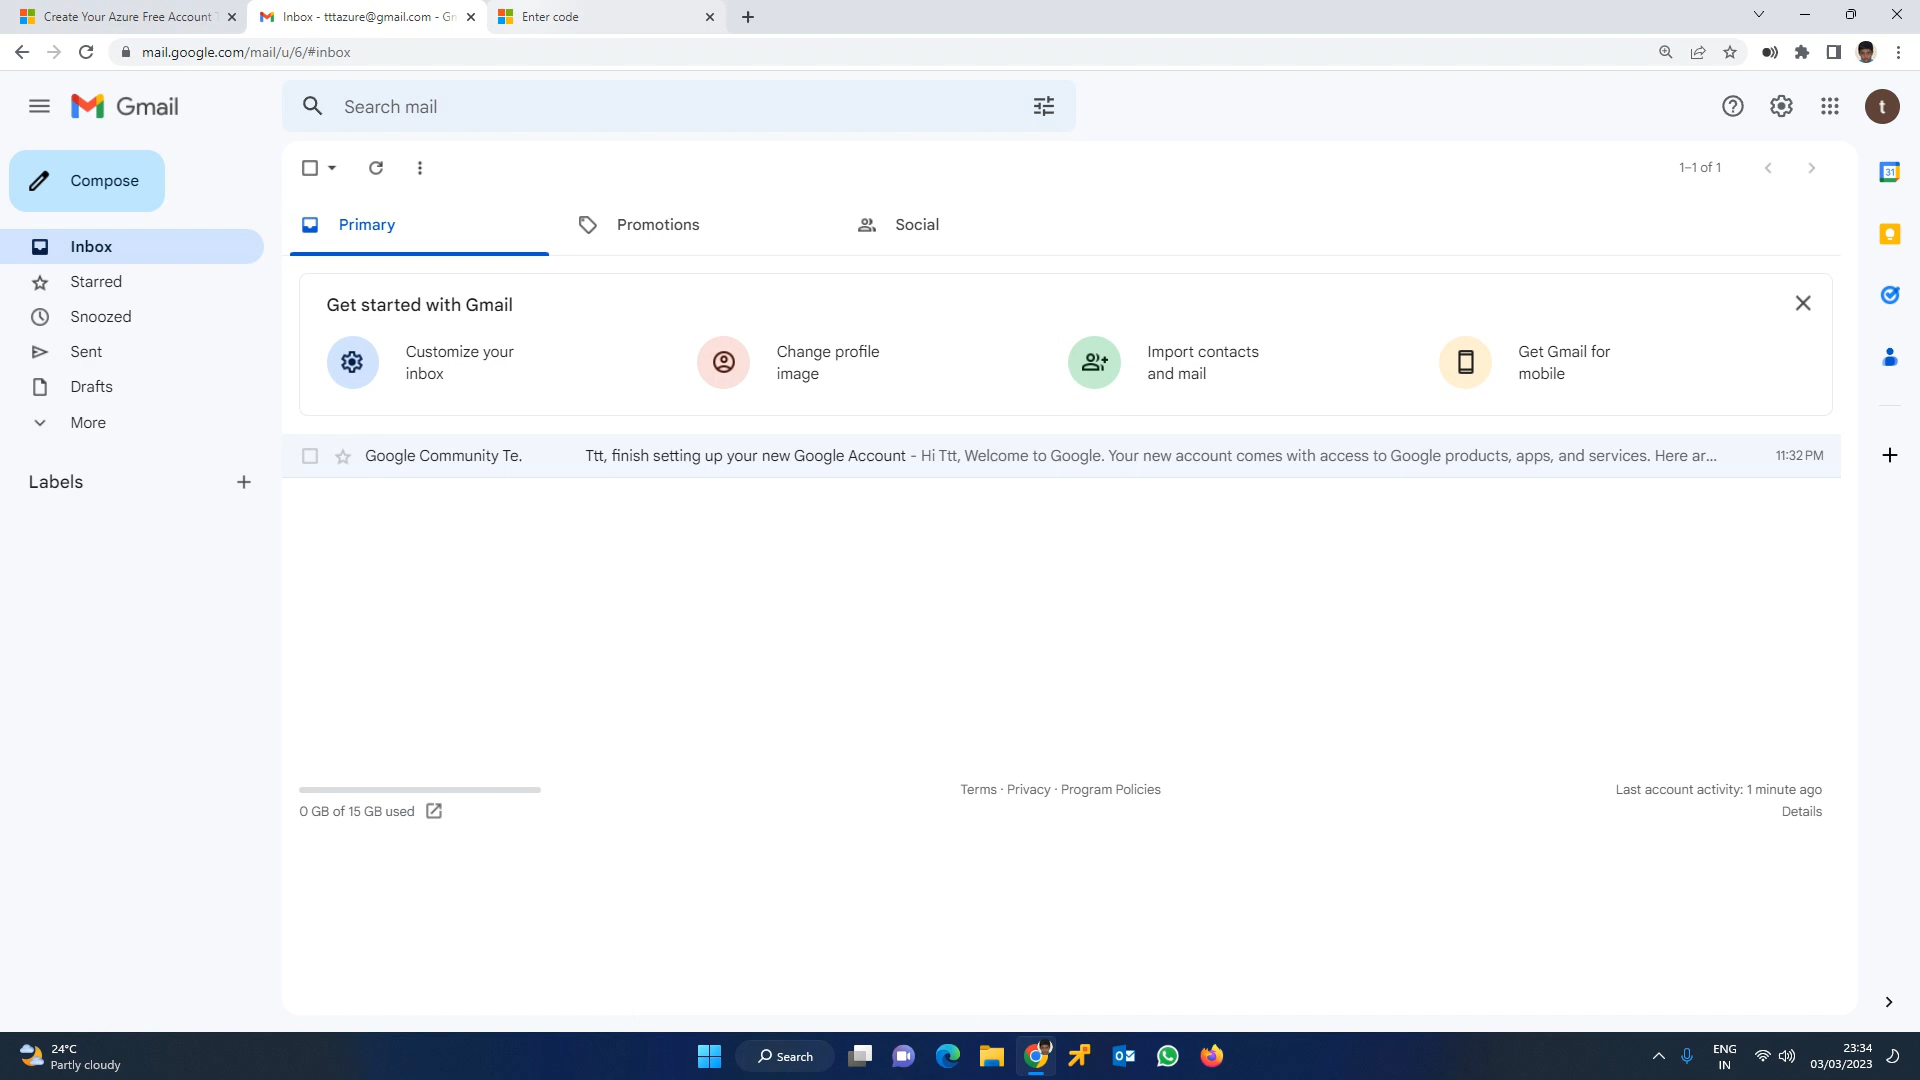 Create Your Azure Free Account T
Inbox - tttazure@gmail.com - Gm
Enter code
mail.google.com/mail/u/6/#inbox
Gmail
Search mail
t
Compose
1–1 of 1
31
Primary
Promotions
Social
Inbox
Starred
Snoozed
Sent
Drafts
More
Labels
Get started with Gmail
Customize your
inbox
Change profile
image
Import contacts
and mail
Get Gmail for
mobile
Google Community Te.
Ttt, finish setting up your new Google Account - Hi Ttt, Welcome to Google. Your new account comes with access to Google products, apps, and services. Here ar...
11:32 PM
0 GB of 15 GB used
Terms · Privacy · Program Policies
Last account activity: 1 minute ago
Details
24°C
Partly cloudy
Search
ENG
IN
23:34
03/03/2023